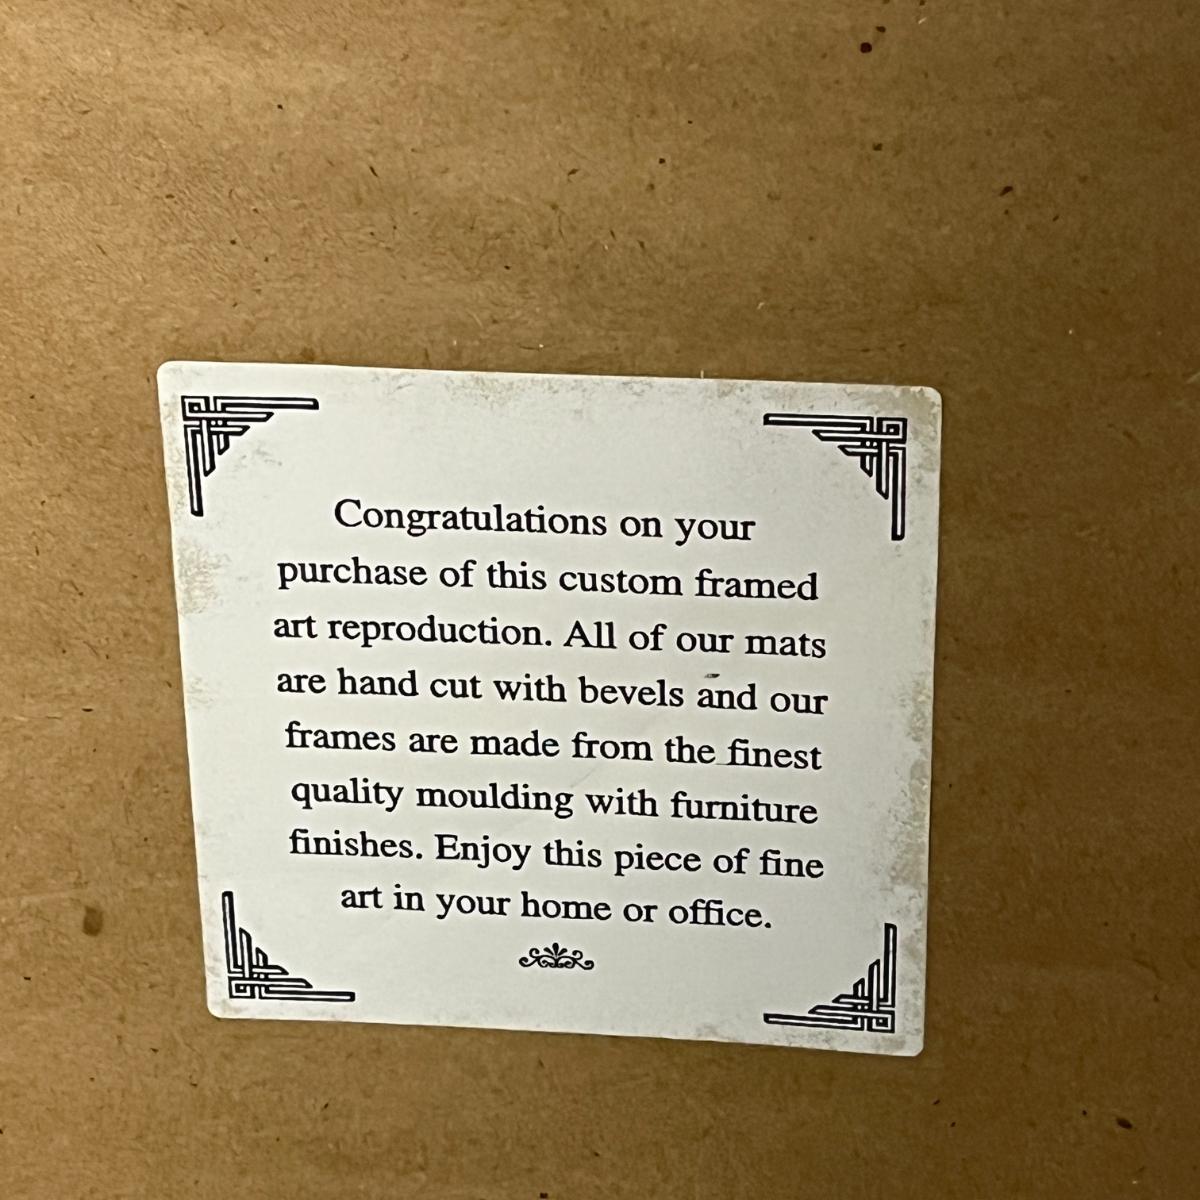 Congratulations on your
purchase of this custom framed
art reproduction. All of our mats
are hand cut with bevels and our
frames are made from the finest
quality moulding with furniture
finishes. Enjoy this piece of fine
art in your home or office.